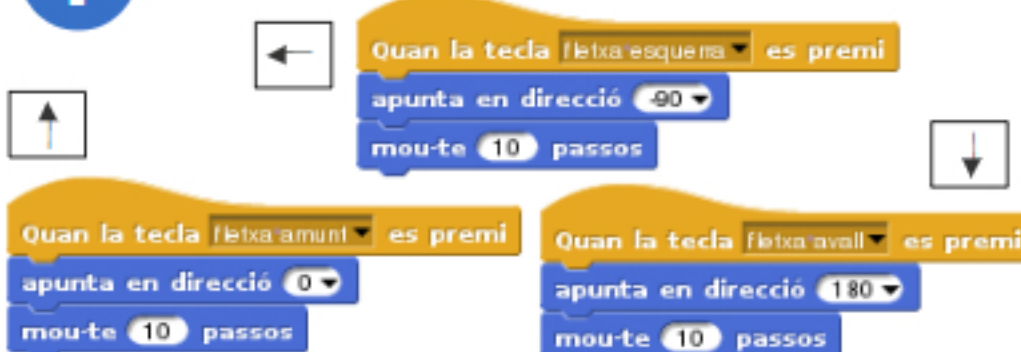 Quan la tecla fletxa esquerra es premi
apunta en direcció -90
mou-te 10 passos
Quan la tecla fletxa amunt es premi
apunta en direcció 0
mou-te 10 passos
Quan la tecla fletxa avall es premi
apunta en direcció 180
mou-te 10 passos